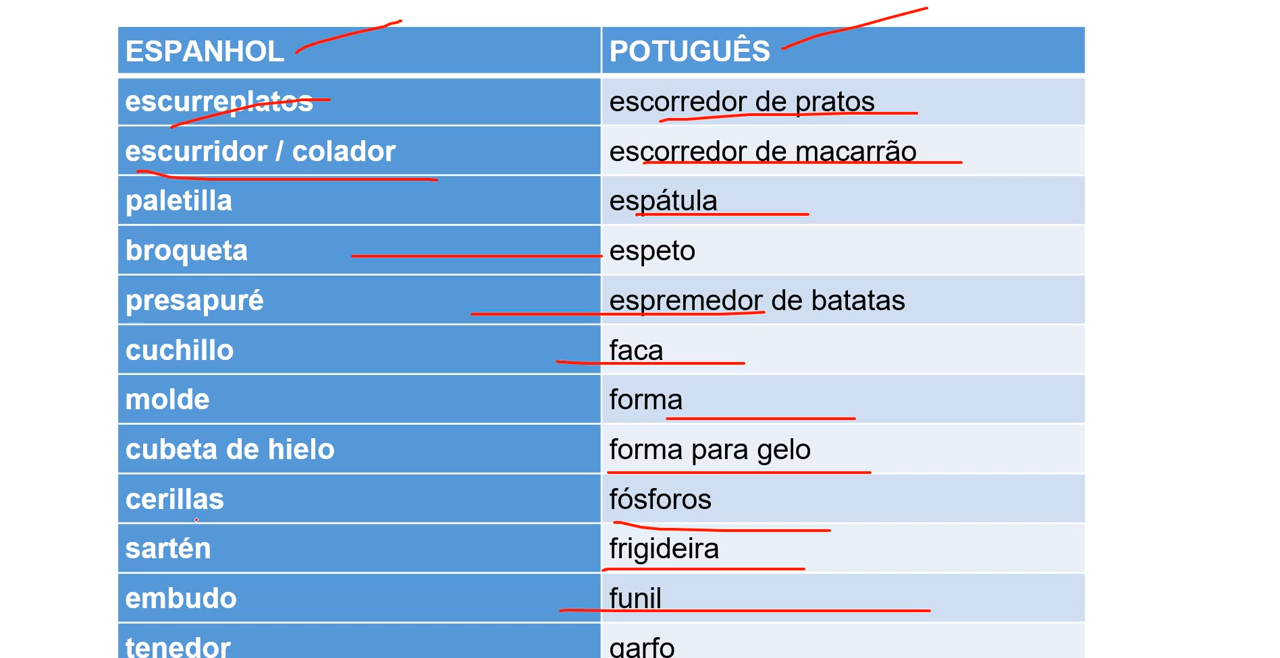 ESPANHOL POTUGUÊS
escurreplatos escorredor de pratos
escurridor / colador escorredor de macarrão
paletilla espátula
broqueta espeto
presapuré espremedor de batatas
cuchillo faca
molde forma
cubeta de hielo forma para gelo
cerillas fósforos
sartén frigideira
embudo funil
tenedor garfo